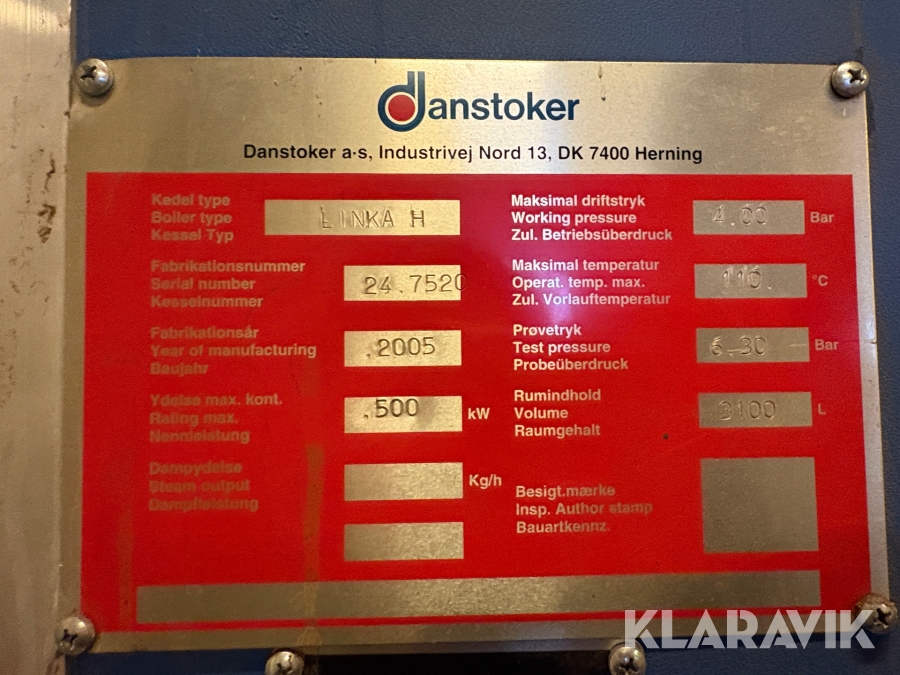 danstoker
Danstoker a·s, Industrivej Nord 13, DK 7400 Herning
Kedel type
Boiler type
Kessel Typ
LINKA H
Fabrikationsnummer
Serial number
Kesselnummer
24.7520
Fabrikationsår
Year of manufacturing
Baujahr
.2005
Ydelse max. kont.
Rating max.
Nennleistung
.500 kW
Dampydelse
Steam output
Dampfleistung
Kg/h
Maksimal driftstryk
Working pressure
Zul. Betriebsüberdruck
4.00 Bar
Maksimal temperatur
Operat. temp. max.
Zul. Vorlauftemperatur
110. °C
Prøvetryk
Test pressure
Probeüberdruck
6.30 Bar
Rumindhold
Volume
Raumgehalt
L
Besigt.mærke
Insp. Author stamp
Bauartkennz.
KLARAVIK